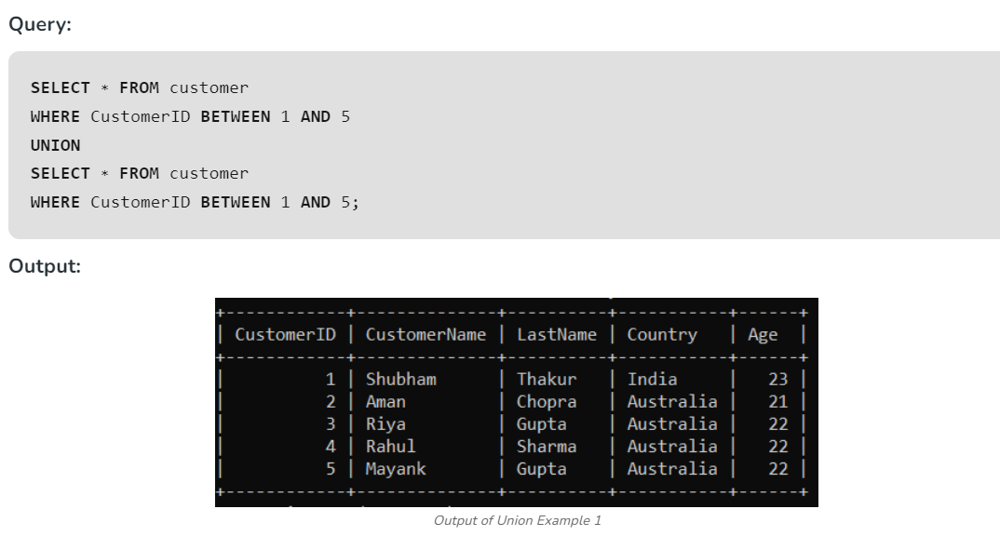 Query:
SELECT * FROM customer
WHERE CustomerID BETWEEN 1 AND 5
UNION
SELECT * FROM customer
WHERE CustomerID BETWEEN 1 AND 5;
Output:
+------------+--------------+----------+-----------+------+
| CustomerID | CustomerName | LastName | Country   | Age  |
+------------+--------------+----------+-----------+------+
|          1 | Shubham      | Thakur   | India     |   23 |
|          2 | Aman         | Chopra   | Australia |   21 |
|          3 | Riya         | Gupta    | Australia |   22 |
|          4 | Rahul        | Sharma   | Australia |   22 |
|          5 | Mayank       | Gupta    | Australia |   22 |
+------------+--------------+----------+-----------+------+
Output of Union Example 1